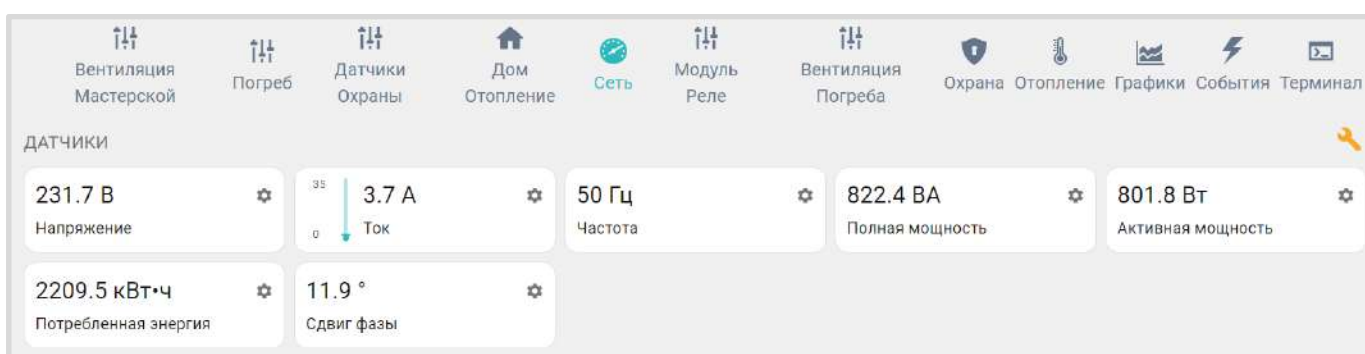 Вентиляция Мастерской
Погреб
Датчики Охраны
Дом Отопление
Сеть
Модуль Реле
Вентиляция Погреба
Охрана
Отопление
Графики
События
Терминал
ДАТЧИКИ
231.7 В
Напряжение
35
0
3.7 А
Ток
50 Гц
Частота
822.4 ВА
Полная мощность
801.8 Вт
Активная мощность
2209.5 кВт•ч
Потребленная энергия
11.9 °
Сдвиг фазы